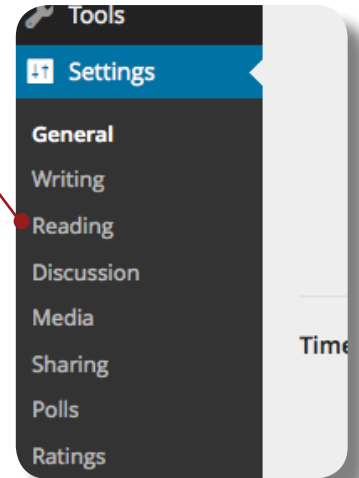 Tools
Settings
General
Writing
Reading
Discussion
Media
Time
Sharing
Polls
Ratings